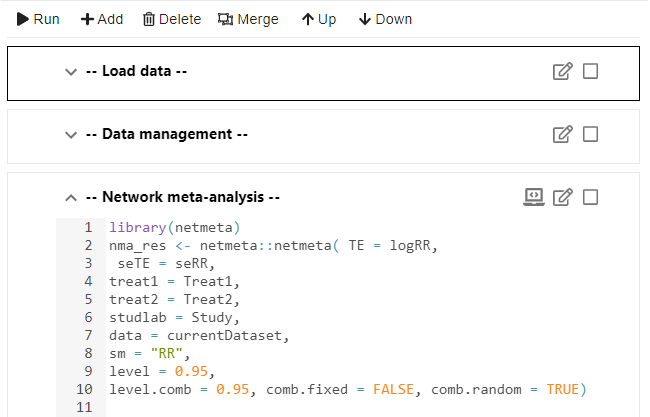 Run Add Delete Merge Up Down
-- Load data --
-- Data management --
-- Network meta-analysis --
1 library(netmeta)
2 nma_res <- netmeta::netmeta( TE = logRR,
3  seTE = seRR,
4 treat1 = Treat1,
5 treat2 = Treat2,
6 studlab = Study,
7 data = currentDataset,
8 sm = "RR",
9 level = 0.95,
10 level.comb = 0.95, comb.fixed = FALSE, comb.random = TRUE)
11